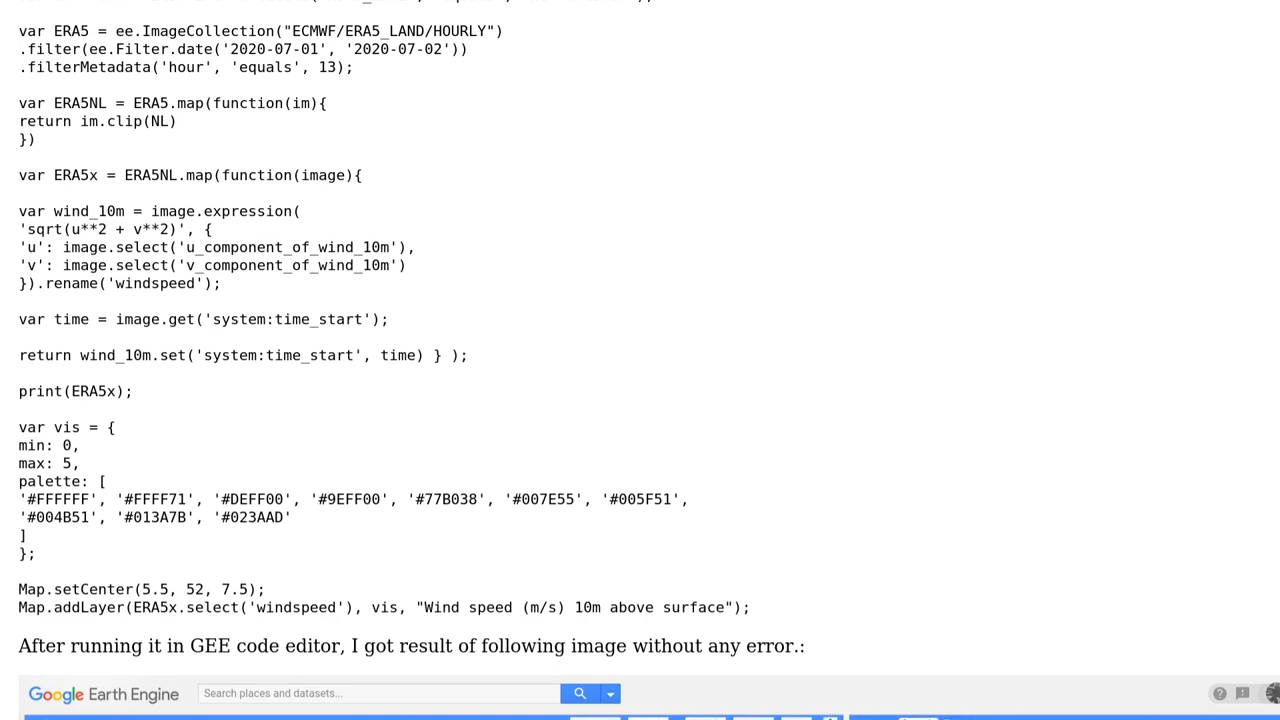 var ERA5 = ee.ImageCollection("ECMWF/ERA5_LAND/HOURLY")
.filter(ee.Filter.date('2020-07-01', '2020-07-02'))
.filterMetadata('hour', 'equals', 13);
var ERA5NL = ERA5.map(function(im){
return im.clip(NL)
})
var ERA5x = ERA5NL.map(function(image){
var wind_10m = image.expression(
'sqrt(u**2 + v**2)', {
'u': image.select('u_component_of_wind_10m'),
'v': image.select('v_component_of_wind_10m')
}).rename('windspeed');
var time = image.get('system:time_start');
return wind_10m.set('system:time_start', time) } );
print(ERA5x);
var vis = {
min: 0,
max: 5,
palette: [
'#FFFFFF', '#FFFF71', '#DEFF00', '#9EFF00', '#77B038', '#007E55', '#005F51',
'#004B51', '#013A7B', '#023AAD'
]
};
Map.setCenter(5.5, 52, 7.5);
Map.addLayer(ERA5x.select('windspeed'), vis, "Wind speed (m/s) 10m above surface");
After running it in GEE code editor, I got result of following image without any error.:
Google Earth Engine Search places and datasets...